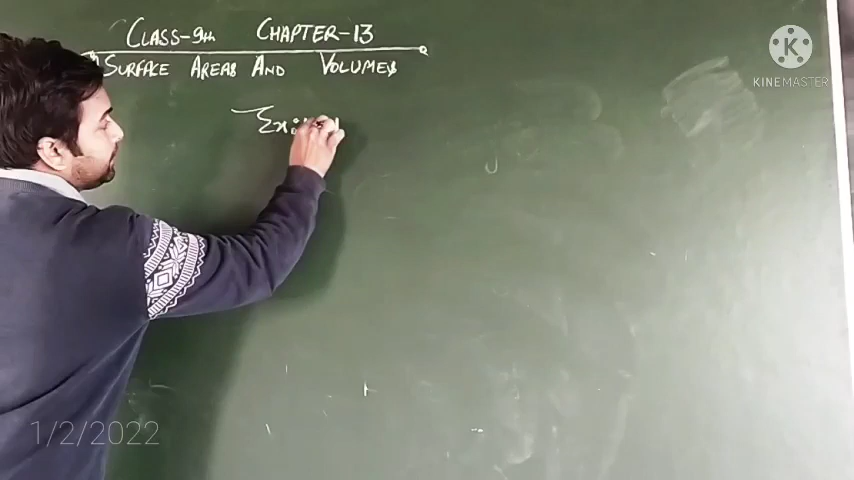 CLASS-9th CHAPTER-13
SURFACE AREAS AND VOLUMES
KINEMASTER
1/2/2022